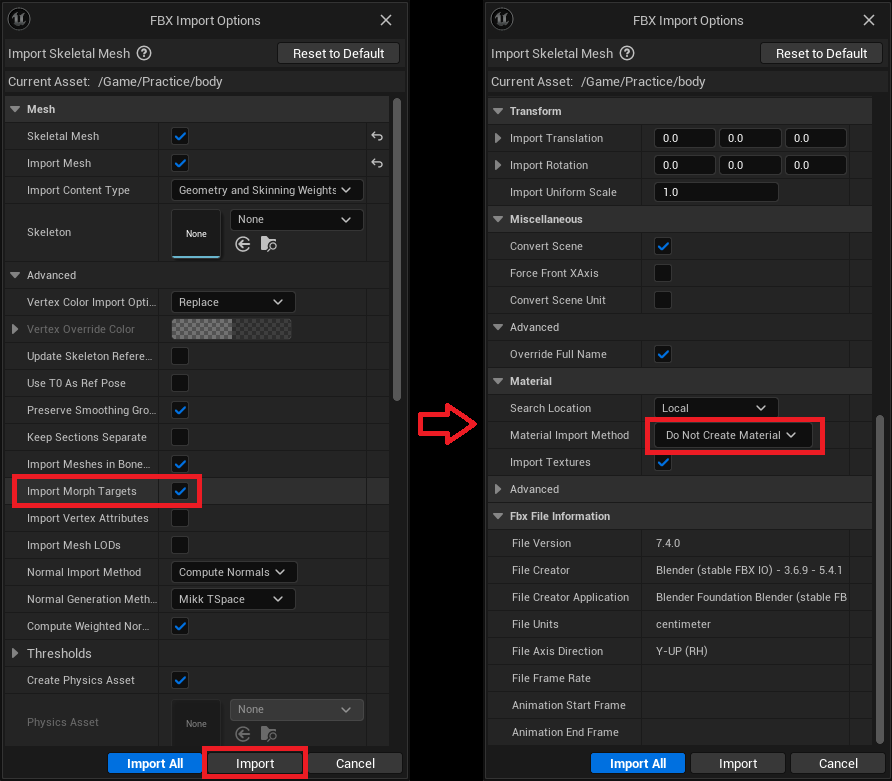 FBX Import Options
Import Skeletal Mesh ?
Reset to Default
Current Asset: /Game/Practice/body
Mesh
Skeletal Mesh
Import Mesh
Import Content Type Geometry and Skinning Weights
Skeleton None None
Advanced
Vertex Color Import Opti... Replace
Vertex Override Color
Update Skeleton Refere...
Use T0 As Ref Pose
Preserve Smoothing Gro...
Keep Sections Separate
Import Meshes in Bone...
Import Morph Targets
Import Vertex Attributes
Import Mesh LODs
Normal Import Method Compute Normals
Normal Generation Meth... Mikk TSpace
Compute Weighted Nor...
Thresholds
Create Physics Asset
Physics Asset None None
Import All Import Cancel
FBX Import Options
Import Skeletal Mesh ?
Reset to Default
Current Asset: /Game/Practice/body
Transform
Import Translation 0.0 0.0 0.0
Import Rotation 0.0 0.0 0.0
Import Uniform Scale 1.0
Miscellaneous
Convert Scene
Force Front XAxis
Convert Scene Unit
Advanced
Override Full Name
Material
Search Location Local
Material Import Method Do Not Create Material
Import Textures
Advanced
Fbx File Information
File Version 7.4.0
File Creator Blender (stable FBX IO) - 3.6.9 - 5.4.1
File Creator Application Blender Foundation Blender (stable FB
File Units centimeter
File Axis Direction Y-UP (RH)
File Frame Rate
Animation Start Frame
Animation End Frame
Import All Import Cancel